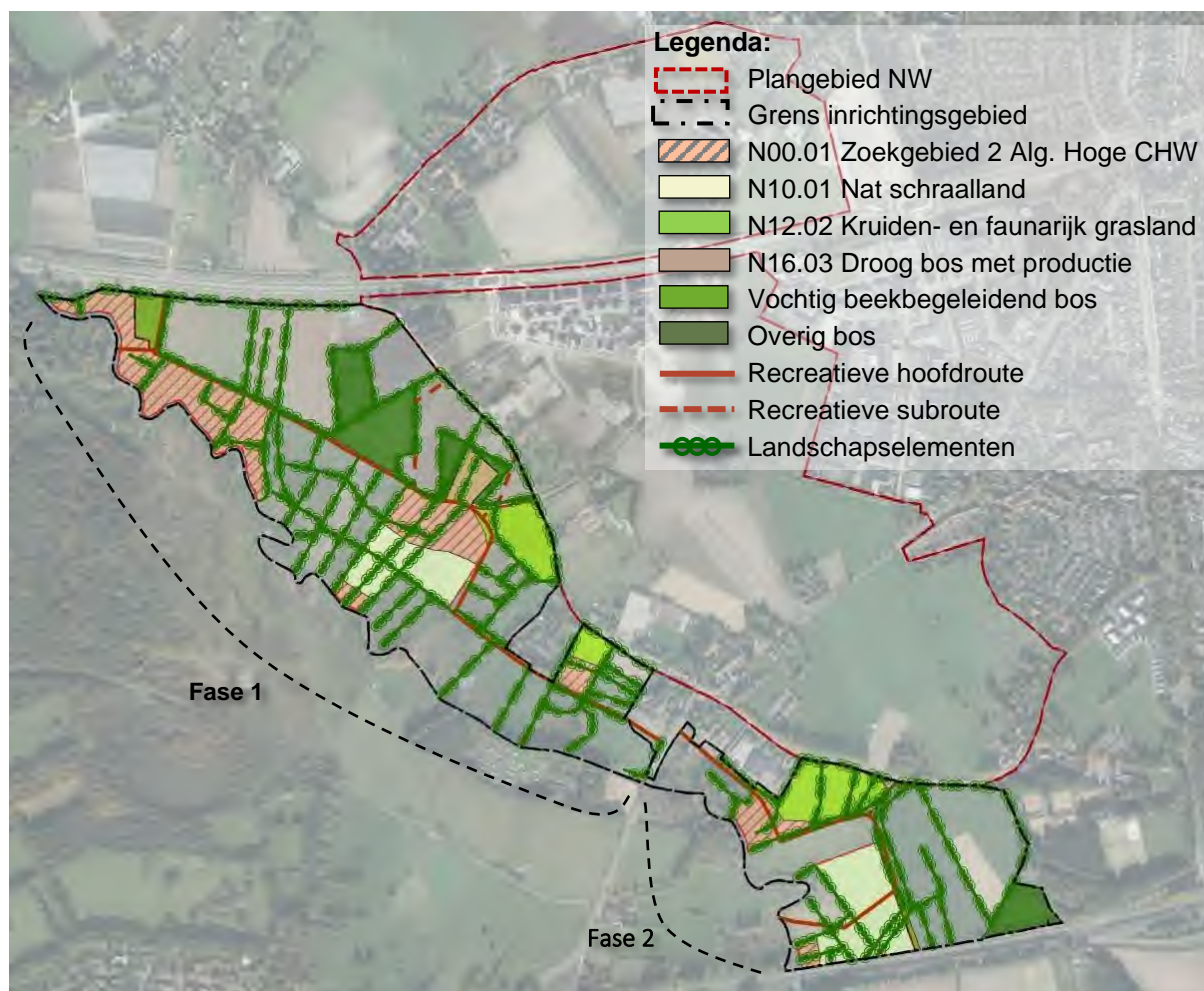 Legenda:
Plangebied NW
Grens inrichtingsgebied
N00.01 Zoekgebied 2 Alg. Hoge CHW
N10.01 Nat schraalland
N12.02 Kruiden- en faunarijk grasland
N16.03 Droog bos met productie
Vochtig beekbegeleidend bos
Overig bos
Recreatieve hoofdroute
Recreatieve subroute
Landschapselementen
Fase 1
Fase 2